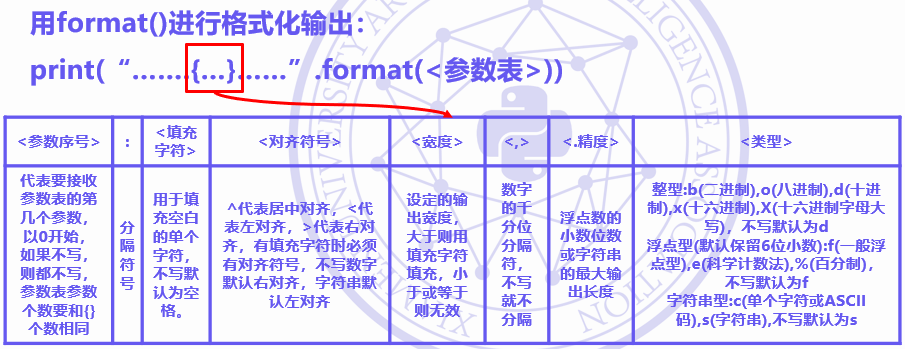 用format()进行格式化输出：
print(“.......{...}......”.format(<参数表>))
<参数序号>
:
<填充
字符>
<对齐符号>
<宽度>
<,>
<.精度>
<类型>
代表要接收
参数表的第
几个参数，
以0开始，
如果不写，
则都不写，
参数表参数
个数要和{}
个数相同
分
隔
符
号
用于填
充空白
的单个
字符，
不写默
认为空
格。
^代表居中对齐，<代
表左对齐，>代表右对
齐，有填充字符时必须
有对齐符号，不写数字
默认右对齐，字符串默
认左对齐
设定的输
出宽度，
大于则用
填充字符
填充，小
于或等于
则无效
数字
的千
分位
分隔
符，
不写
就不
分隔
浮点数的
小数位数
或字符串
的最大输
出长度
整型:b(二进制),o(八进制),d(十进
制),x(十六进制),X(十六进制字母大
写)，不写默认为d
浮点型(默认保留6位小数):f(一般浮
点型),e(科学计数法),%(百分制)，
不写默认为f
字符串型:c(单个字符或ASCII
码),s(字符串),不写默认为s